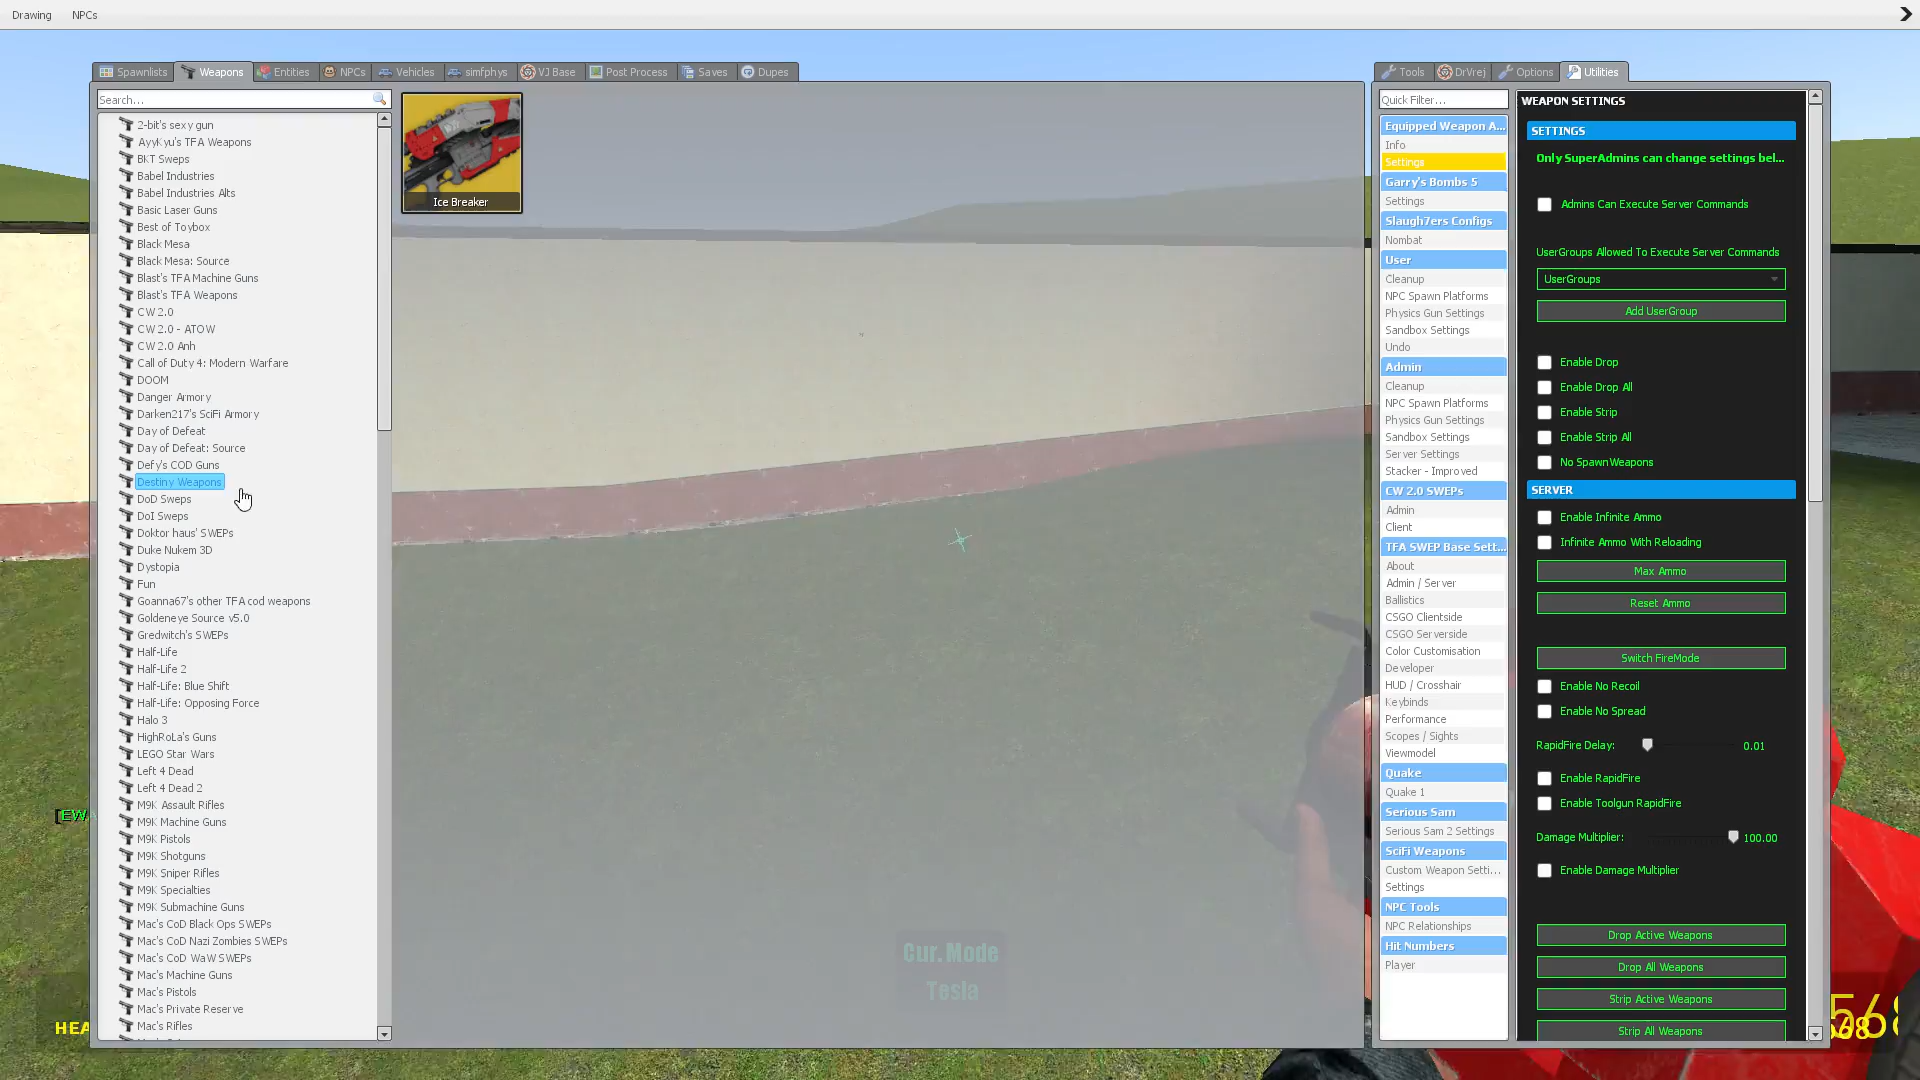 Drawing NPCs
Spawnlists Weapons Entities NPCs Vehicles simfphys VJ Base Post Process Saves Dupes
Search...
2-bit's sexy gun
AyyKyu's TFA Weapons
BKT Sweps
Babel Industries
Babel Industries Alts
Basic Laser Guns
Best of Toybox
Black Mesa
Black Mesa: Source
Blast's TFA Machine Guns
Blast's TFA Weapons
CW 2.0
CW 2.0 - ATOW
CW 2.0 Anh
Call of Duty 4: Modern Warfare
DOOM
Danger Armory
Darken217's SciFi Armory
Day of Defeat
Day of Defeat: Source
Defy's COD Guns
Destiny Weapons
DoD Sweps
DoI Sweps
Doktor haus' SWEPs
Duke Nukem 3D
Dystopia
Fun
Goanna67's other TFA cod weapons
Goldeneye Source v5.0
Gredwitch's SWEPs
Half-Life
Half-Life 2
Half-Life: Blue Shift
Half-Life: Opposing Force
Halo 3
HighRoLa's Guns
LEGO Star Wars
Left 4 Dead
Left 4 Dead 2
M9K Assault Rifles
M9K Machine Guns
M9K Pistols
M9K Shotguns
M9K Sniper Rifles
M9K Specialties
M9K Submachine Guns
Mac's CoD Black Ops SWEPs
Mac's CoD Nazi Zombies SWEPs
Mac's CoD WaW SWEPs
Mac's Machine Guns
Mac's Pistols
Mac's Private Reserve
Mac's Rifles
Ice Breaker
Cur. Mode
Tesla
[EWA
HEA
568
Tools DrVrej Options Utilities
Quick Filter...
Equipped Weapon A...
Info
Settings
Garry's Bombs 5
Settings
Slaugh7ers Configs
Nombat
User
Cleanup
NPC Spawn Platforms
Physics Gun Settings
Sandbox Settings
Undo
Admin
Cleanup
NPC Spawn Platforms
Physics Gun Settings
Sandbox Settings
Server Settings
Stacker - Improved
CW 2.0 SWEPs
Admin
Client
TFA SWEP Base Sett...
About
Admin / Server
Ballistics
CSGO Clientside
CSGO Serverside
Color Customisation
Developer
HUD / Crosshair
Keybinds
Performance
Scopes / Sights
Viewmodel
Quake
Quake 1
Serious Sam
Serious Sam 2 Settings
SciFi Weapons
Custom Weapon Setti...
Settings
NPC Tools
NPC Relationships
Hit Numbers
Player
WEAPON SETTINGS
SETTINGS
Only SuperAdmins can change settings bel...
Admins Can Execute Server Commands
UserGroups Allowed To Execute Server Commands
UserGroups
Add UserGroup
Enable Drop
Enable Drop All
Enable Strip
Enable Strip All
No Spawn Weapons
SERVER
Enable Infinite Ammo
Infinite Ammo With Reloading
Max Ammo
Reset Ammo
Switch FireMode
Enable No Recoil
Enable No Spread
RapidFire Delay: 0.01
Enable RapidFire
Enable Toolgun RapidFire
Damage Multiplier: 100.00
Enable Damage Multiplier
Drop Active Weapons
Drop All Weapons
Strip Active Weapons
Strip All Weapons